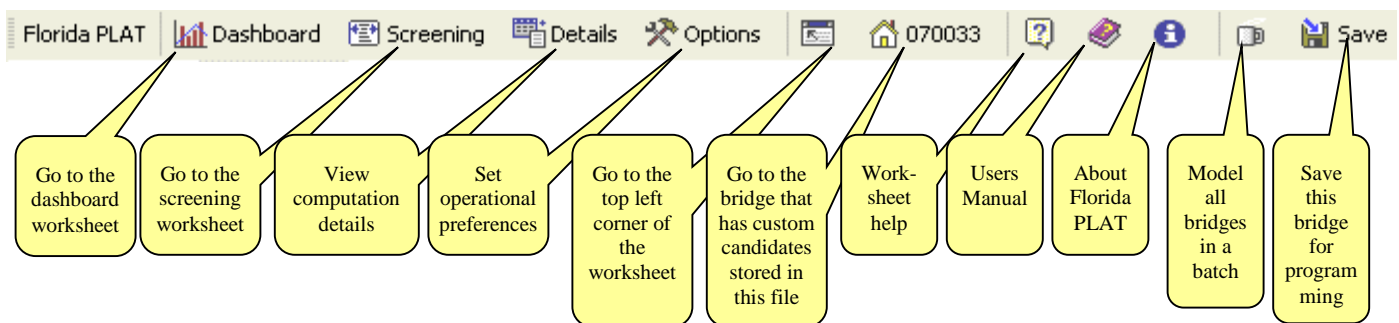 Florida PLAT Dashboard Screening Details Options 070033 Save
Go to the
dashboard
worksheet
Go to the
screening
worksheet
View
computation
details
Set
operational
preferences
Go to the
top left
corner of
the
worksheet
Go to the
bridge that
has custom
candidates
stored in
this file
Work-
sheet
help
Users
Manual
About
Florida
PLAT
Model
all
bridges
in a
batch
Save
this
bridge
for
program
ming